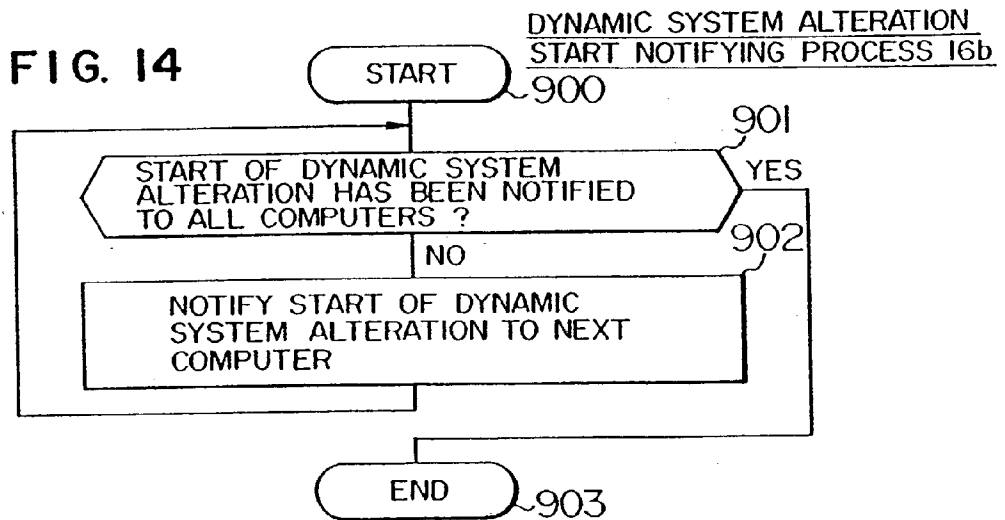 FIG. 14
DYNAMIC SYSTEM ALTERATION
START NOTIFYING PROCESS 16b
START
900
901
START OF DYNAMIC SYSTEM
ALTERATION HAS BEEN NOTIFIED
TO ALL COMPUTERS ?
YES
902
NO
NOTIFY START OF DYNAMIC
SYSTEM ALTERATION TO NEXT
COMPUTER
END
903